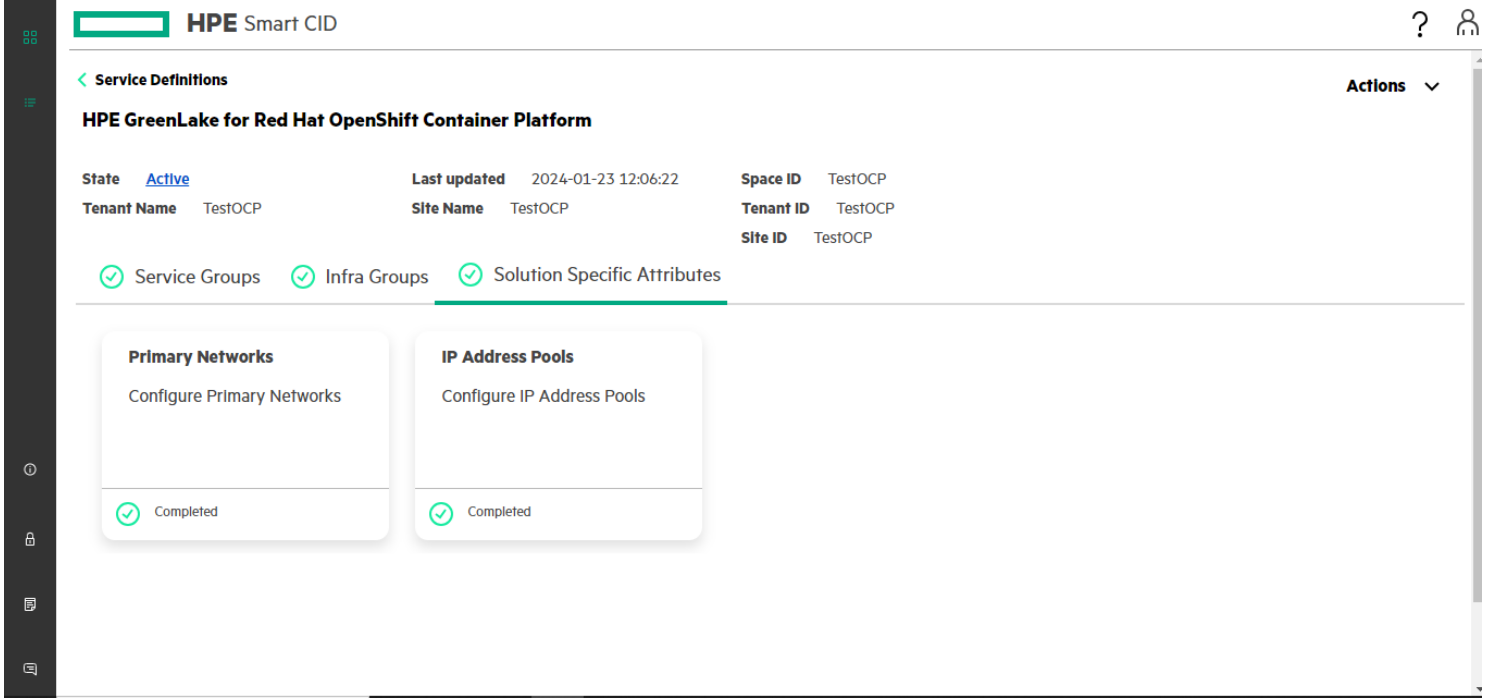 HPE Smart CID
?
Service Definitions
Actions
HPE GreenLake for Red Hat OpenShift Container Platform
State Active Last updated 2024-01-23 12:06:22 Space ID TestOCP
Tenant Name TestOCP Site Name TestOCP Tenant ID TestOCP
Site ID TestOCP
Service Groups Infra Groups Solution Specific Attributes
Primary Networks IP Address Pools
Configure Primary Networks Configure IP Address Pools
Completed Completed